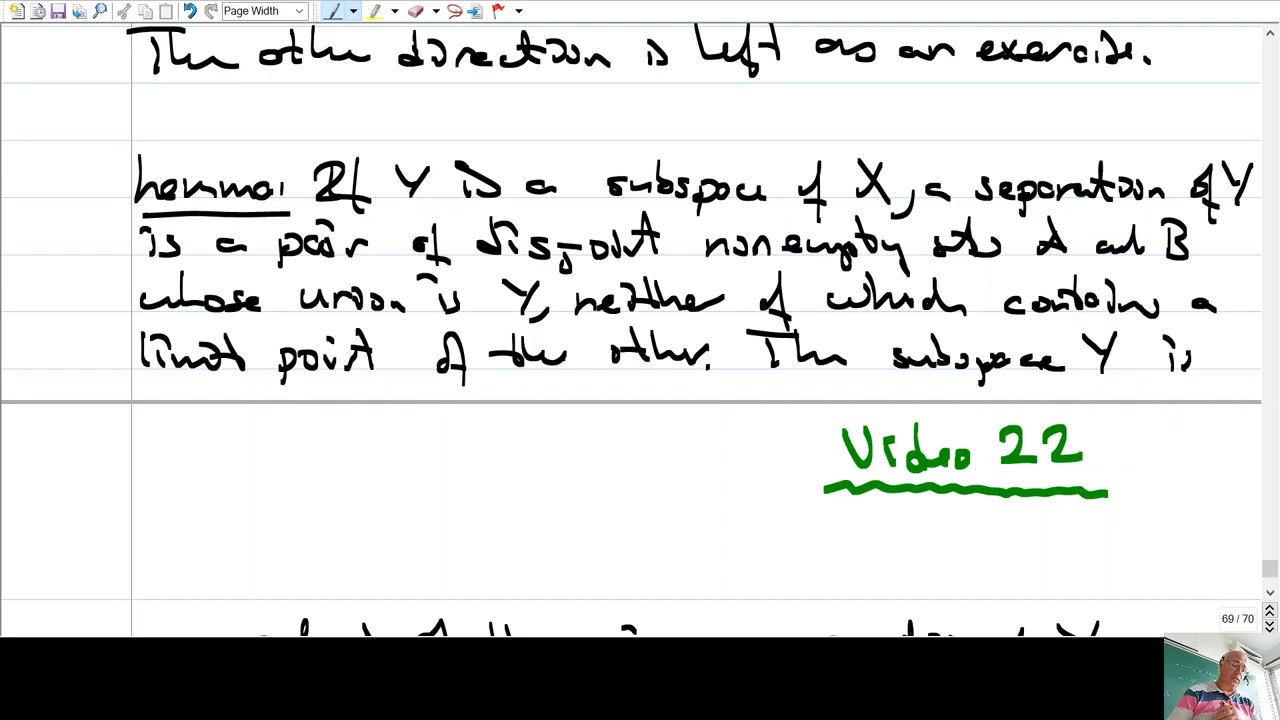 Page Width
The other direction is left as an exercise.
Lemma: If Y is a subspace of X, a separation of Y
is a pair of disjoint nonempty sets A and B
whose union is Y, neither of which contains a
limit point of the other. The subspace Y is
Video 22
69 / 70